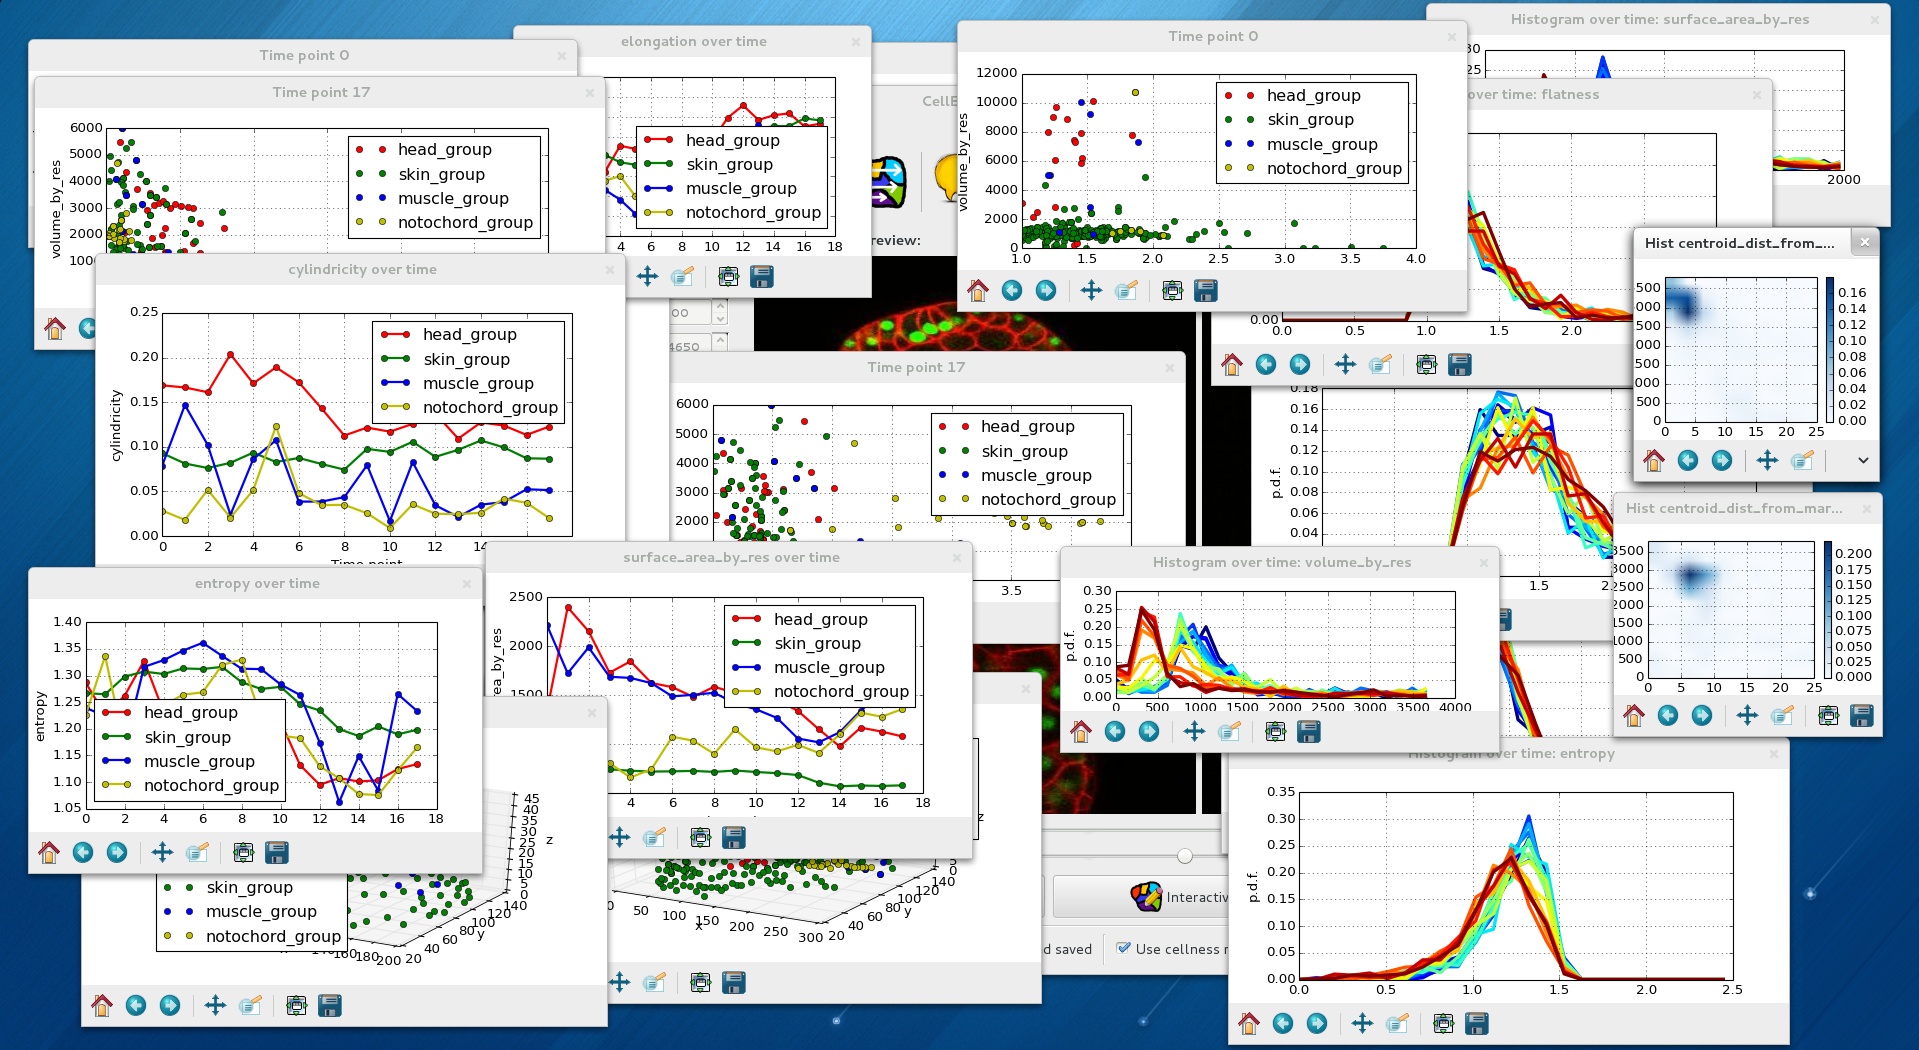 Time point 0
Time point 17
6000
5000
4000
3000
2000
1000
volume_by_res
head_group
skin_group
muscle_group
notochord_group
elongation over time
head_group
skin_group
muscle_group
notochord_group
4 6 8 10 12 14 16 18
CellE
review:
00
4650
Time point 0
12000
10000
8000
6000
4000
2000
0
volume_by_res
1.0 1.5 2.0 2.5 3.0 3.5 4.0
head_group
skin_group
muscle_group
notochord_group
Histogram over time: surface_area_by_res
30
25
2000
over time: flatness
0.00
0.0 0.5 1.5 2.0
Hist centroid_dist_from_...
500
500
000
500
000
500
0
0 5 10 15 20 25
0.16
0.14
0.12
0.10
0.08
0.06
0.04
0.02
0.00
cylindricity over time
0.25
0.20
0.15
0.10
0.05
0.00
cylindricity
0 2 4 6 8 10 12 14
Time point
head_group
skin_group
muscle_group
notochord_group
Time point 17
6000
5000
4000
3000
2000
3.5
head_group
skin_group
muscle_group
notochord_group
0.18
0.16
0.14
0.12
0.10
0.08
0.06
0.04
p.d.f.
1.5 2
Hist centroid_dist_from_mar...
3500
3000
2500
2000
1500
1000
500
0
0 5 10 15 20 25
0.200
0.175
0.150
0.125
0.100
0.075
0.050
0.025
0.000
entropy over time
1.40
1.35
1.30
1.25
1.20
1.15
1.10
1.05
entropy
0 2 4 6 8 10 12 14 16 18
head_group
skin_group
muscle_group
notochord_group
surface_area_by_res over time
2500
2000
1500
rea_by_res
4 6 8 10 12 14 16 18
head_group
skin_group
muscle_group
notochord_group
Histogram over time: volume_by_res
0.30
0.25
0.20
0.15
0.10
0.05
0.00
p.d.f.
0 500 1000 1500 2000 2500 3000 3500 4000
skin_group
muscle_group
notochord_group
45
40
35
30
25
20
15
10
5
0
z
140
120
100
80
60
40
20
y
160 180 200
z
0 50 100 150 200 250 300
x
20 40 60 80 100 120 140
y
5
0
Interactiv
d saved
Use cellness r
Histogram over time: entropy
0.35
0.30
0.25
0.20
0.15
0.10
0.05
0.00
p.d.f.
0.0 0.5 1.0 1.5 2.0 2.5